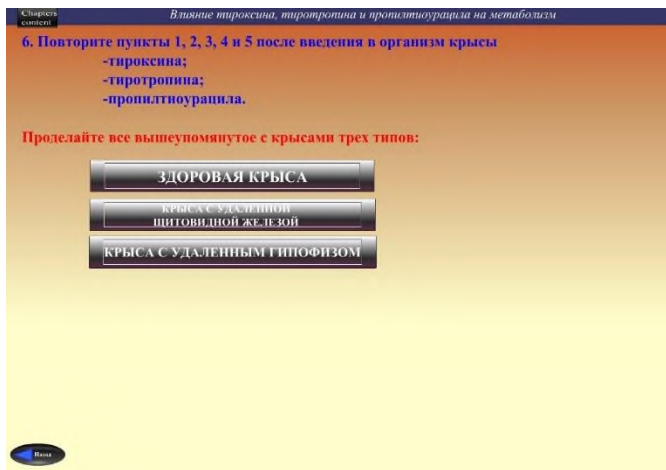 Chapters
content
Влияние тироксина, тиротропина и пропилтиоурацила на метаболизм
6. Повторите пункты 1, 2, 3, 4 и 5 после введения в организм крысы
-тироксина;
-тиротропина;
-пропилтиоурацила.
Проделайте все вышеупомянутое с крысами трех типов:
ЗДОРОВАЯ КРЫСА
КРЫСА С УДАЛЕННОЙ
ЩИТОВИДНОЙ ЖЕЛЕЗОЙ
КРЫСА С УДАЛЕННЫМ ГИПОФИЗОМ